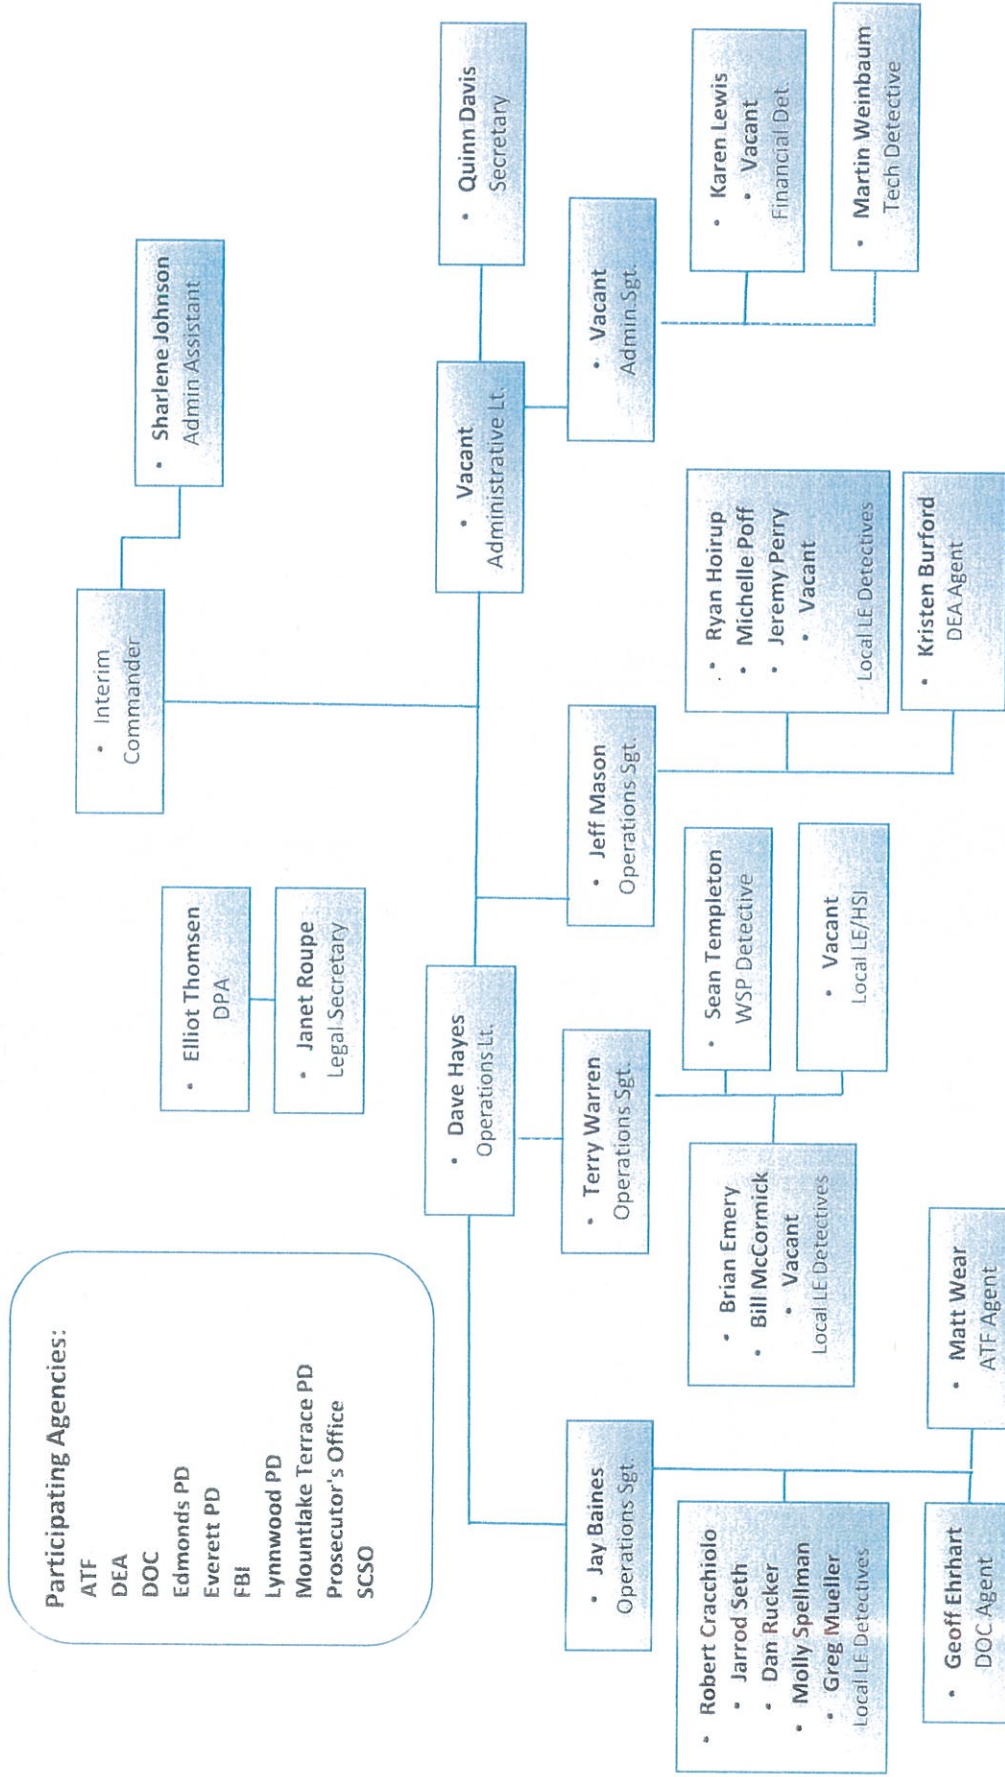 Participating Agencies:
ATF
DEA
DOC
Edmonds PD
Everett PD
FBI
Lynnwood PD
Mountlake Terrace PD
Prosecutor's Office
SCSO
• Interim
Commander
• Sharlene Johnson
Admin Assistant
• Elliot Thomsen
DPA
• Janet Roupe
Legal Secretary
• Dave Hayes
Operations Lt.
• Vacant
Administrative Lt.
• Quinn Davis
Secretary
• Jay Baines
Operations Sgt.
• Terry Warren
Operations Sgt.
• Jeff Mason
Operations Sgt.
• Vacant
Admin Sgt.
• Robert Cracchiolo
• Jarrod Seth
• Dan Rucker
• Molly Spellman
• Greg Mueller
Local LE Detectives
• Geoff Ehrhart
DOC Agent
• Matt Wear
ATF Agent
• Brian Emery
• Bill McCormick
• Vacant
Local LE Detectives
• Sean Templeton
WSP Detective
• Vacant
Local LE/HSI
• Ryan Hoirup
• Michelle Poff
• Jeremy Perry
• Vacant
Local LE Detectives
• Kristen Burford
DEA Agent
• Karen Lewis
• Vacant
Financial Det.
• Martin Weinbaum
Tech Detective